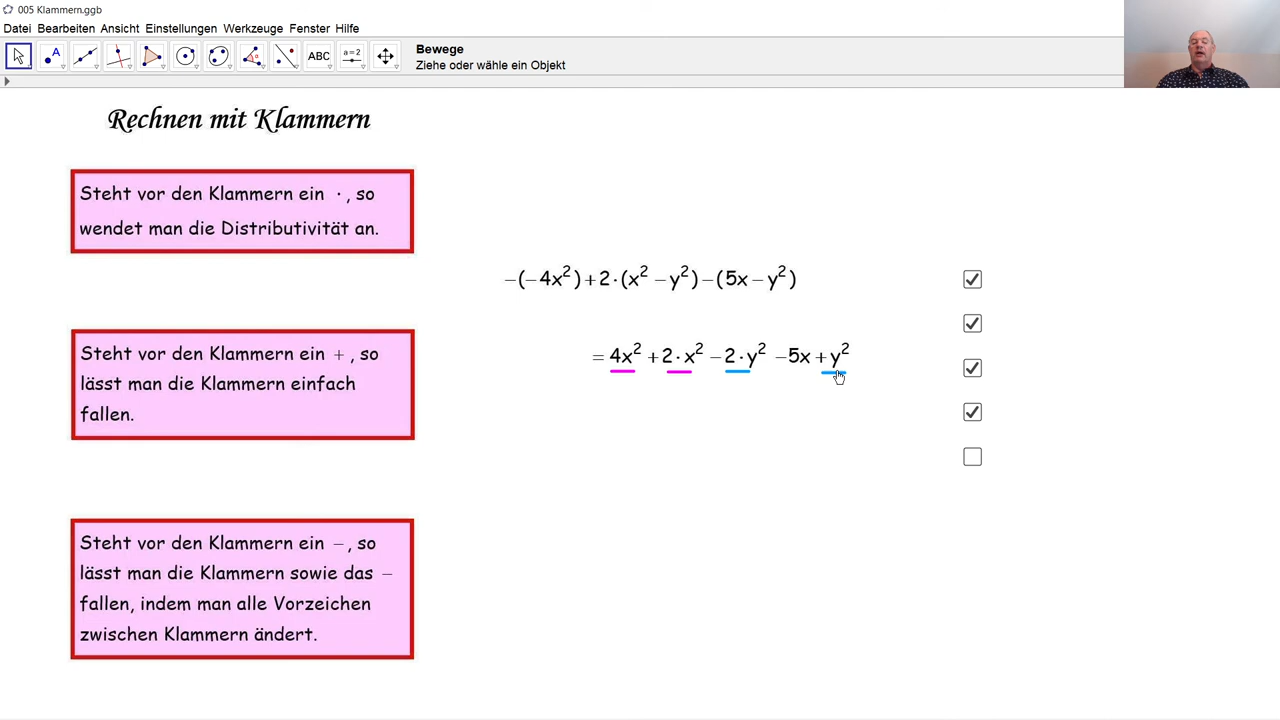 005 Klammern.ggb
Datei Bearbeiten Ansicht Einstellungen Werkzeuge Fenster Hilfe
A
ABC
a=2
Bewege
Ziehe oder wähle ein Objekt
Rechnen mit Klammern
Steht vor den Klammern ein ·, so
wendet man die Distributivität an.
−(−4x²)+2·(x²−y²)−(5x−y²)
Steht vor den Klammern ein +, so
lässt man die Klammern einfach
fallen.
=4x²+2·x²−2·y²−5x+y²
Steht vor den Klammern ein −, so
lässt man die Klammern sowie das −
fallen, indem man alle Vorzeichen
zwischen Klammern ändert.